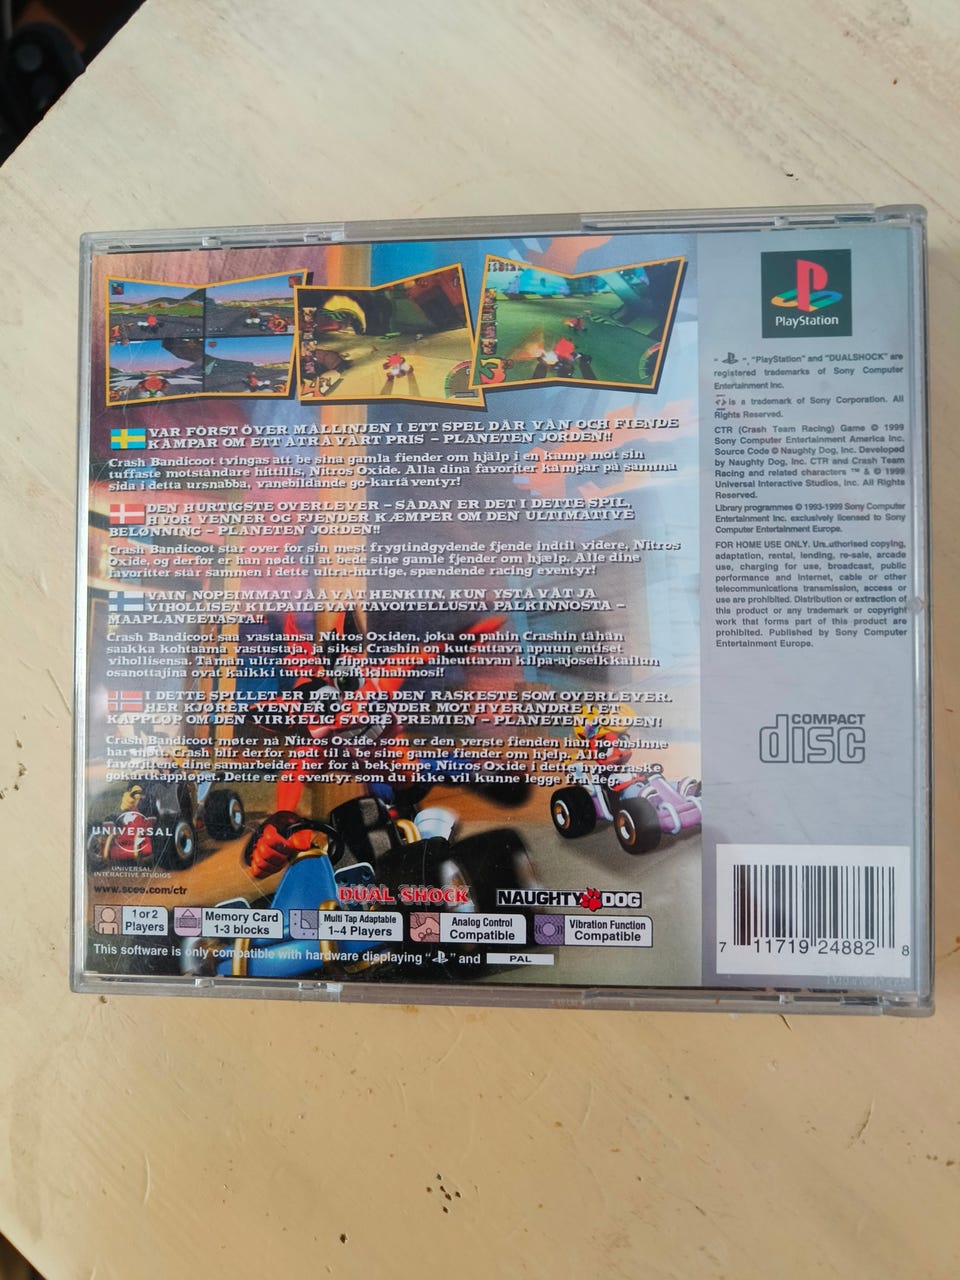 VAR FÖRST ÖVER MÅLLINJEN I ETT SPEL DÄR VÄN OCH FIENDE
KÄMPAR OM ETT ÅTRÅVÄRT PRIS – PLANETEN JORDEN!!
Crash Bandicoot tvingas att be sina gamla fiender om hjälp i en kamp mot sin
tuffaste motståndare hittills, Nitros Oxide. Alla dina favoriter kämpar på samma
sida i detta ursnabba, vanebildande go-kartäventyr!
DEN HURTIGSTE OVERLEVER – SÅDAN ER DET I DETTE SPIL,
HVOR VENNER OG FJENDER KÆMPER OM DEN ULTIMATIVE
BELØNNING – PLANETEN JORDEN!!
Crash Bandicoot står over for sin mest frygtindgydende fjende indtil videre, Nitros
Oxide, og derfor er han nødt til at bede sine gamle fjender om hjælp. Alle dine
favoritter står sammen i dette ultra-hurtige, spændende racing eventyr!
VAIN NOPEIMMAT JÄÄVÄT HENKIIN, KUN YSTÄVÄT JA
VIHOLLISET KILPAILEVAT TAVOITELLUSTA PALKINNOSTA –
MAAPLANEETASTA!!
Crash Bandicoot saa vastaansa Nitros Oxiden, joka on pahin Crashin tähän
saakka kohtaama vastustaja, ja siksi Crashin on kutsuttava apuun entiset
vihollisensa. Tämän ultranopean riippuvuutta aiheuttavan kilpa-ajoseikkailun
osanottajina ovat kaikki tutut suosikkihahmosi!
I DETTE SPILLET ER DET BARE DEN RASKESTE SOM OVERLEVER.
HER KJØRER VENNER OG FIENDER MOT HVERANDRE I ET
KAPPLØP OM DEN VIRKELIG STORE PREMIEN – PLANETEN JORDEN!
Crash Bandicoot møter nå Nitros Oxide, som er den verste fienden han noensinne
har møtt. Crash blir derfor nødt til å be sine gamle fiender om hjelp. Alle
favorittene dine samarbeider her for å bekjempe Nitros Oxide i dette hyperraske
gokartkappløpet. Dette er et eventyr som du ikke vil kunne legge fra deg.
UNIVERSAL
UNIVERSAL
INTERACTIVE STUDIOS
www.scee.com/ctr
DUAL SHOCK
NAUGHTY DOG
1 or 2
Players
Memory Card
1-3 blocks
Multi Tap Adaptable
1~4 Players
Analog Control
Compatible
Vibration Function
Compatible
This software is only compatible with hardware displaying " " and PAL
PlayStation
" ", "PlayStation" and "DUALSHOCK" are
registered trademarks of Sony Computer
Entertainment Inc.
is a trademark of Sony Corporation. All
Rights Reserved.
CTR (Crash Team Racing) Game © 1999
Sony Computer Entertainment America Inc.
Source Code © Naughty Dog, Inc. Developed
by Naughty Dog, Inc. CTR and Crash Team
Racing and related characters ™ & © 1999
Universal Interactive Studios, Inc. All Rights
Reserved.
Library programmes © 1993-1999 Sony Computer
Entertainment Inc. exclusively licensed to Sony
Computer Entertainment Europe.
FOR HOME USE ONLY. Unauthorised copying,
adaptation, rental, lending, re-sale, arcade
use, charging for use, broadcast, public
performance and Internet, cable or other
telecommunications transmission, access or
use are prohibited. Distribution or extraction of
this product or any trademark or copyright
work that forms part of this product are
prohibited. Published by Sony Computer
Entertainment Europe.
COMPACT
disc
7 11719 24882 8